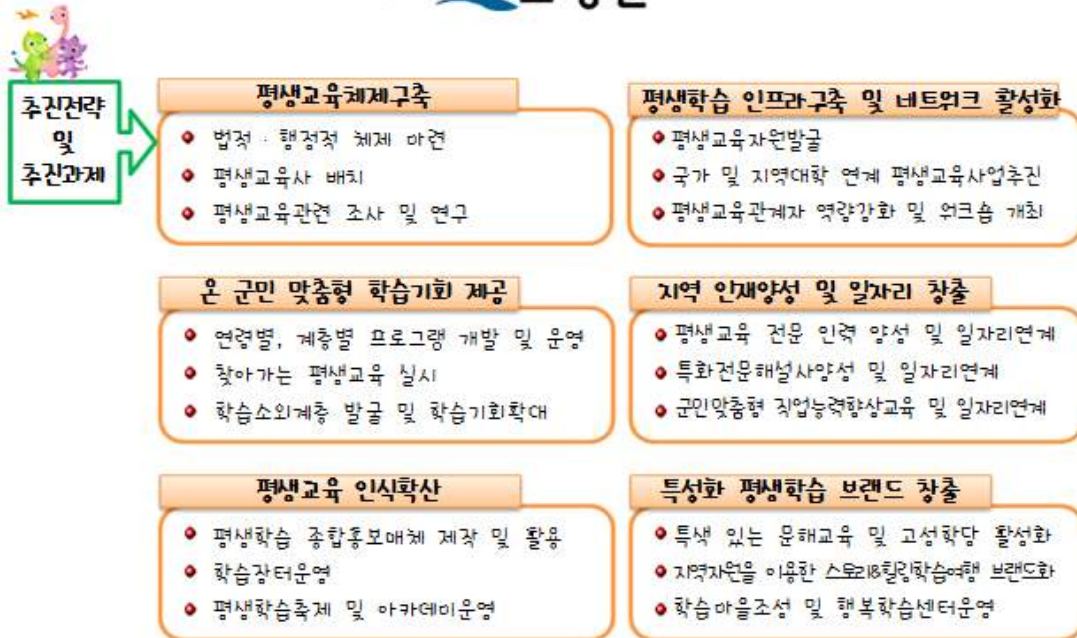 추진전략
및
추진과제
평생교육체제구축
법적 · 행정적 체제 마련
평생교육사 배치
평생교육관련 조사 및 연구
평생학습 인프라구축 및 네트워크 활성화
평생교육자원발굴
국가 및 지역대학 연계 평생교육사업추진
평생교육관계자 역량강화 및 워크숍 개최
온 군민 맞춤형 학습기회 제공
연령별, 계층별 프로그램 개발 및 운영
찾아가는 평생교육 실시
학습소외계층 발굴 및 학습기회확대
지역 인재양성 및 일자리 창출
평생교육 전문 인력 양성 및 일자리연계
특화전문해설사양성 및 일자리연계
군민맞춤형 직업능력향상교육 및 일자리연계
평생교육 인식확산
평생학습 종합홍보매체 제작 및 활용
학습장터운영
평생학습축제 및 아카데미운영
특성화 평생학습 브랜드 창출
특색 있는 문해교육 및 고성학당 활성화
지역자원을 이용한 스토리&힐링학습여행 브랜드화
학습마을조성 및 행복학습센터운영